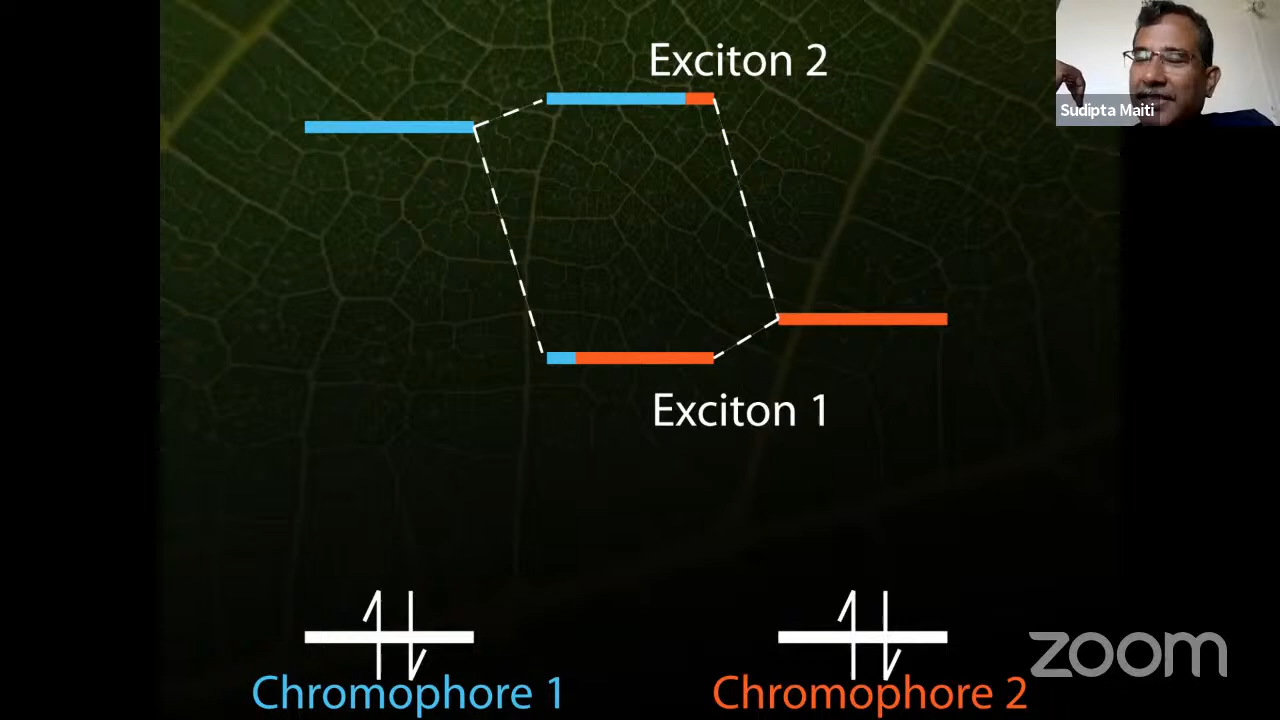 Exciton 2
Sudipta Maiti
Exciton 1
zoom
Chromophore 1
Chromophore 2